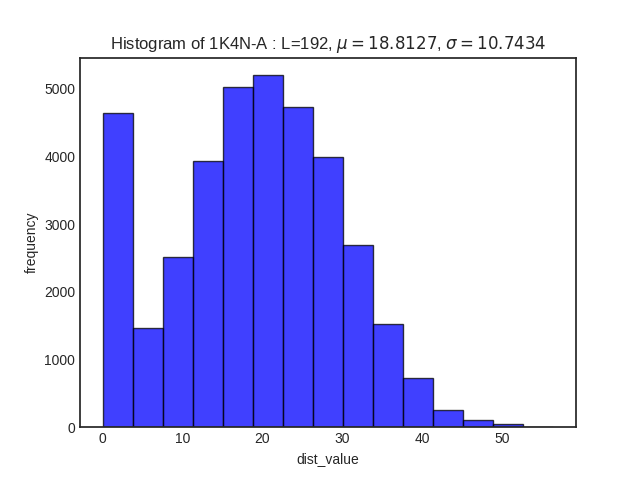 Histogram of 1K4N-A : L=192, μ = 18.8127, σ = 10.7434
frequency
5000
4000
3000
2000
1000
0
0 10 20 30 40 50
dist_value